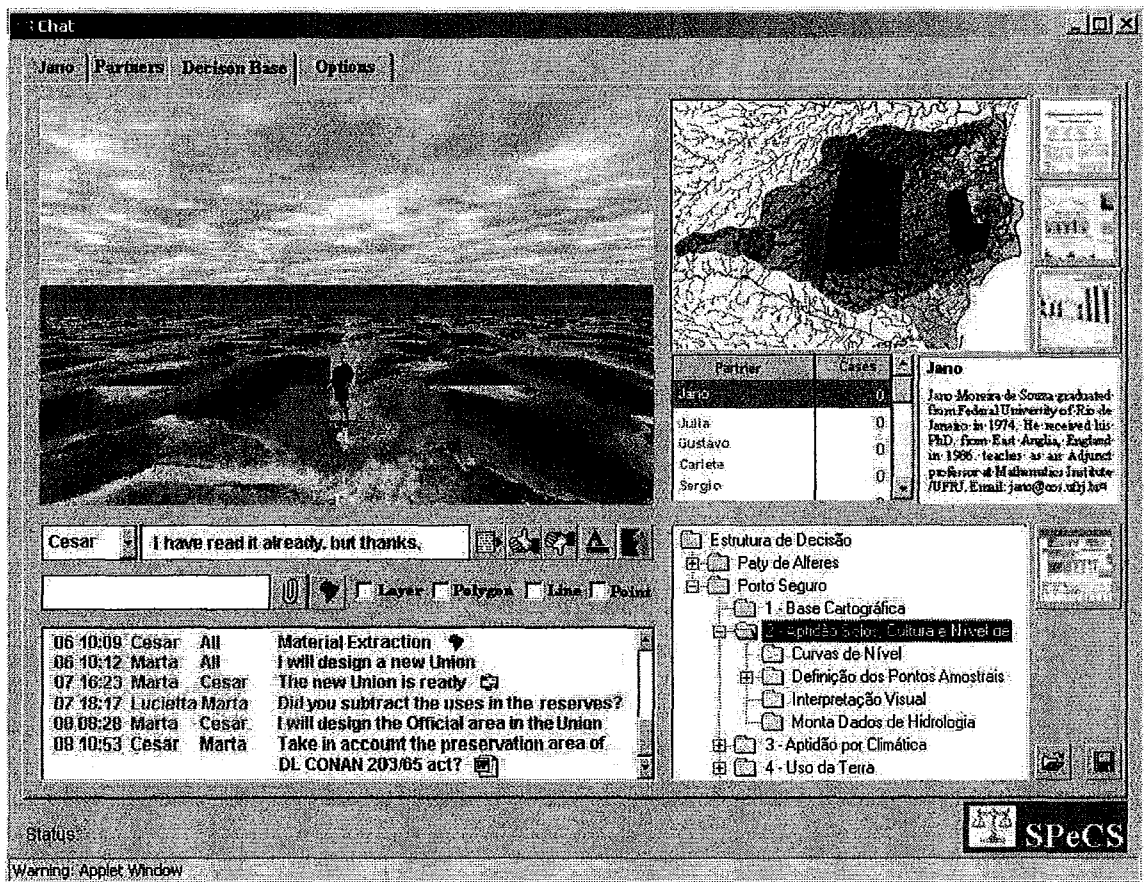 Chat
Jano Partners Decison Base Options
Partner Cases
Jano 0
Julia 0
Gustavo 0
Carlete 0
Sergio 0
Jano
Jano Moreira de Souza graduated
from Federal University of Rio de
Janeiro in 1974. He received his
PhD. from East Anglia, England
in 1986. teaches as an Adjunct
professor at Mathematics Institute
/UFRJ. Email: jano@cos.ufrj.br
Cesar I have read it already, but thanks,
Layer Polygon Line Point
06 10:09 Cesar All Material Extraction
06 10:12 Marta All I will design a new Union
07 16:23 Marta Cesar The new Union is ready
07 18:17 Lucietta Marta Did you subtract the uses in the reserves?
08 08:28 Marta Cesar I will design the Official area in the Union
08 10:53 Cesar Marta Take in account the preservation area of
DL CONAN 203/65 act?
Estrutura de Decisão
Paty de Alferes
Porto Seguro
1 - Base Cartográfica
2 - Aptidão Solos, Cultura e Nível de
Curvas de Nível
Definição dos Pontos Amostrais
Interpretação Visual
Monta Dados de Hidrologia
3 - Aptidão por Climática
4 - Uso da Terra
Status:
SPeCS
Warning: Applet Window